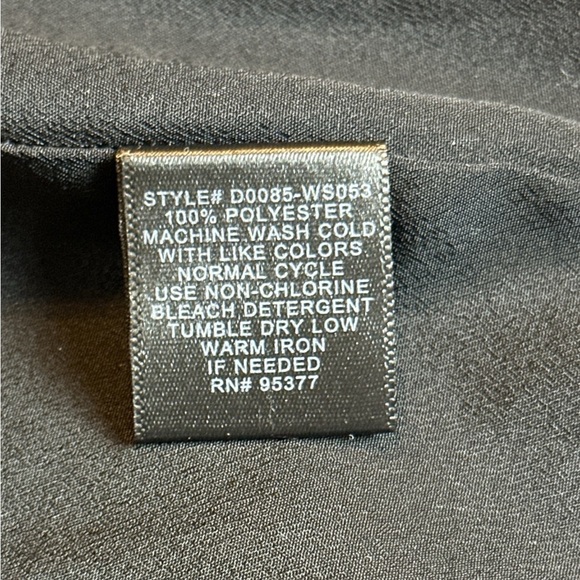 STYLE# D0085-WS053
100% POLYESTER
MACHINE WASH COLD
WITH LIKE COLORS
NORMAL CYCLE
USE NON-CHLORINE
BLEACH DETERGENT
TUMBLE DRY LOW
WARM IRON
IF NEEDED
RN# 95377